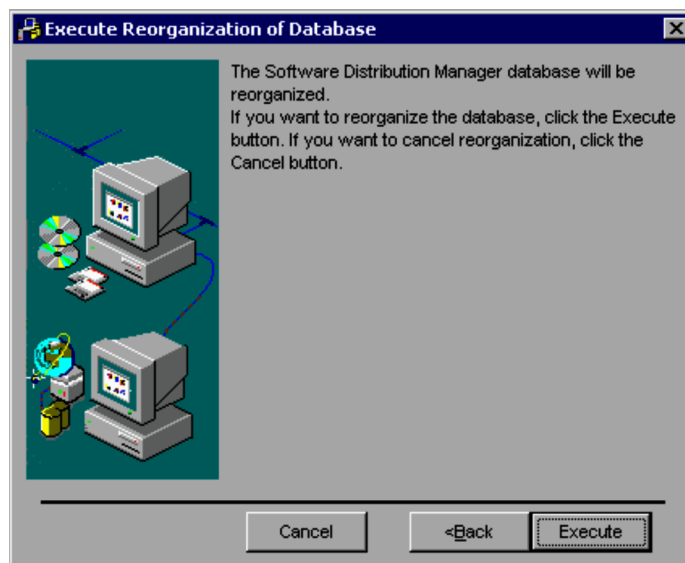 Execute Reorganization of Database
The Software Distribution Manager database will be
reorganized.
If you want to reorganize the database, click the Execute
button. If you want to cancel reorganization, click the
Cancel button.
Cancel
<Back
Execute